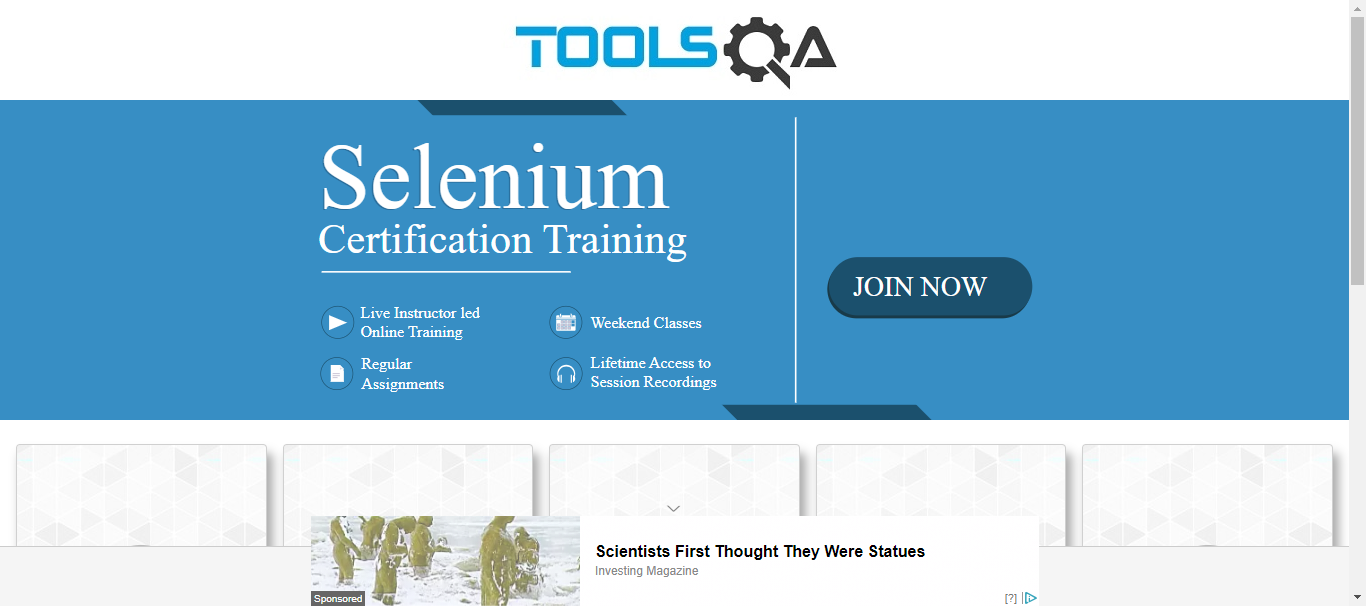 TOOLSQA
Selenium
Certification Training
JOIN NOW
Live Instructor led
Online Training
Weekend Classes
Regular
Assignments
Lifetime Access to
Session Recordings
Scientists First Thought They Were Statues
Investing Magazine
Sponsored
[?]